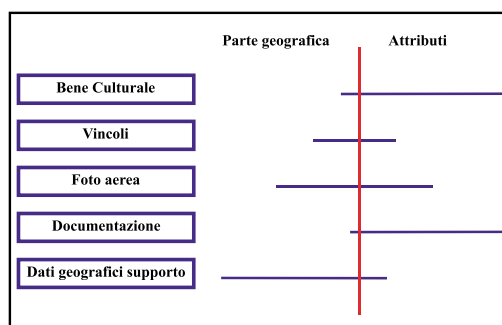 Parte geografica Attributi
Bene Culturale
Vincoli
Foto aerea
Documentazione
Dati geografici supporto